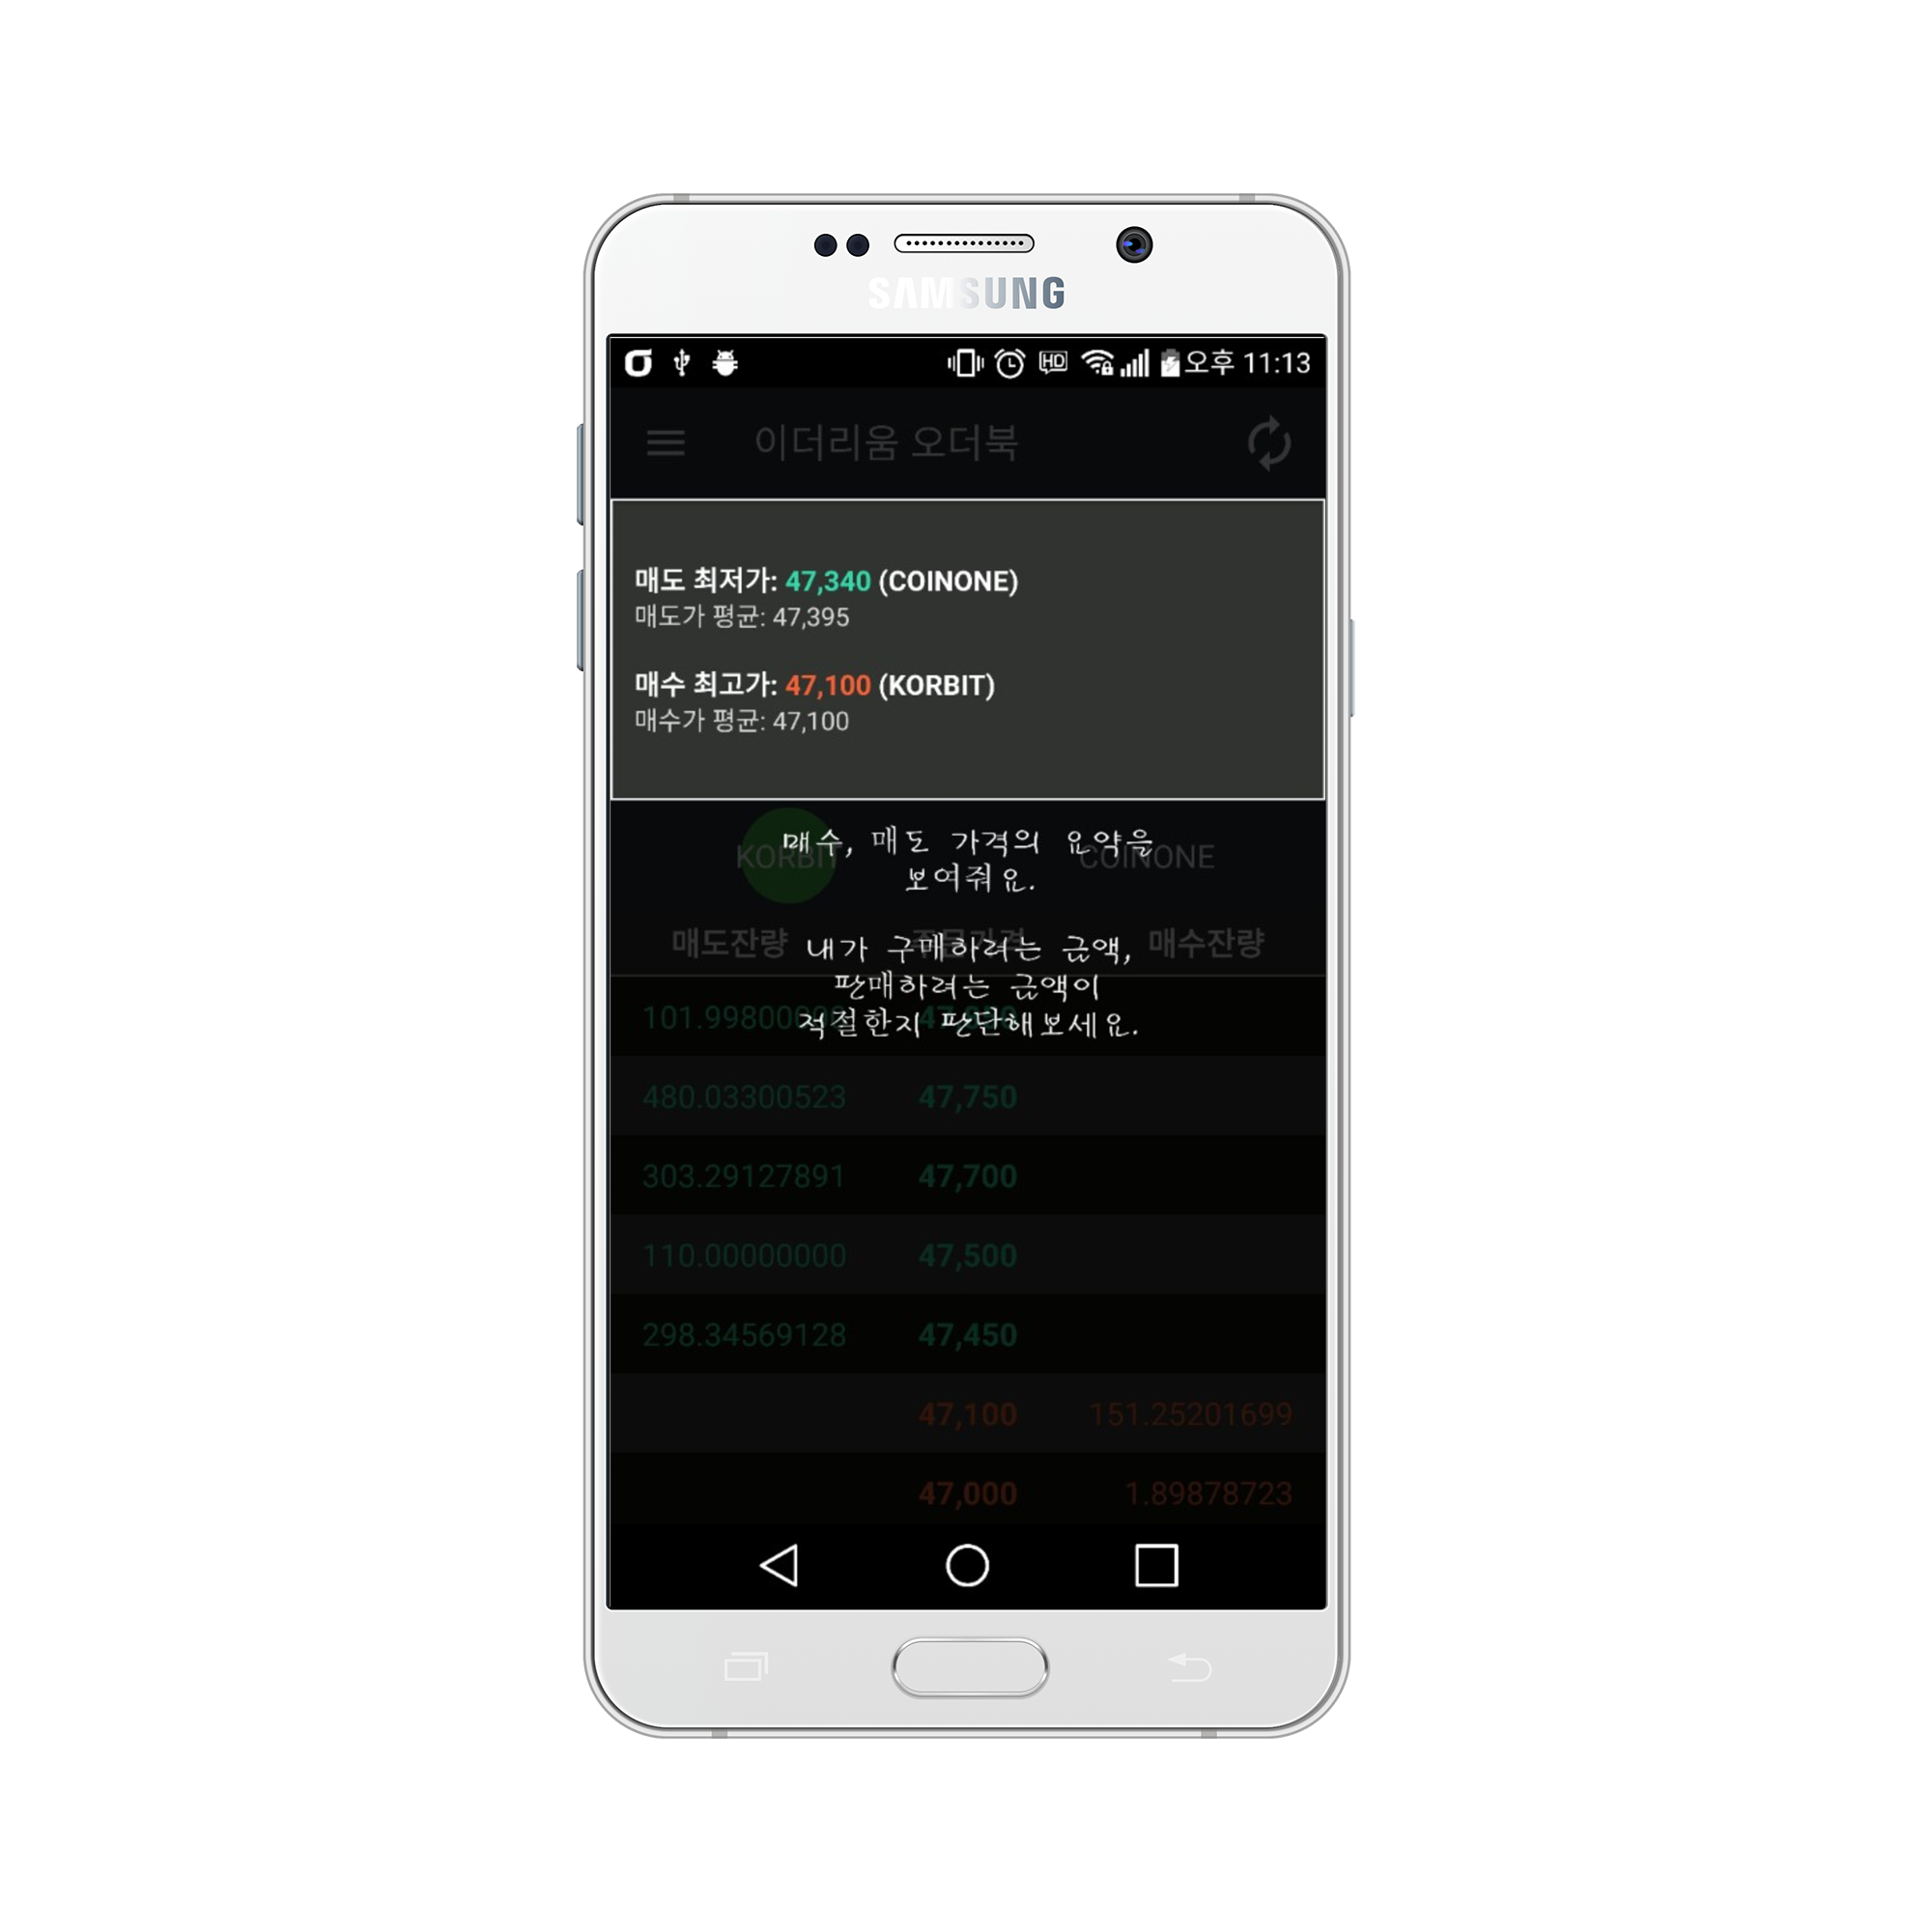 SAMSUNG
HD 오후 11:13
이더리움 오더북
매도 최저가: 47,340 (COINONE)
매도가 평균: 47,395
매수 최고가: 47,100 (KORBIT)
매수가 평균: 47,100
KORBIT COINONE
매수, 매도 가격의 요약을
보여줘요.
매도잔량 주문가격 매수잔량
내가 구매하려는 금액,
판매하려는 금액이
적절한지 판단해보세요.
480.03300523 47,750
303.29127891 47,700
110.00000000 47,500
298.34569128 47,450
47,100 151.25201699
47,000 1.89878723